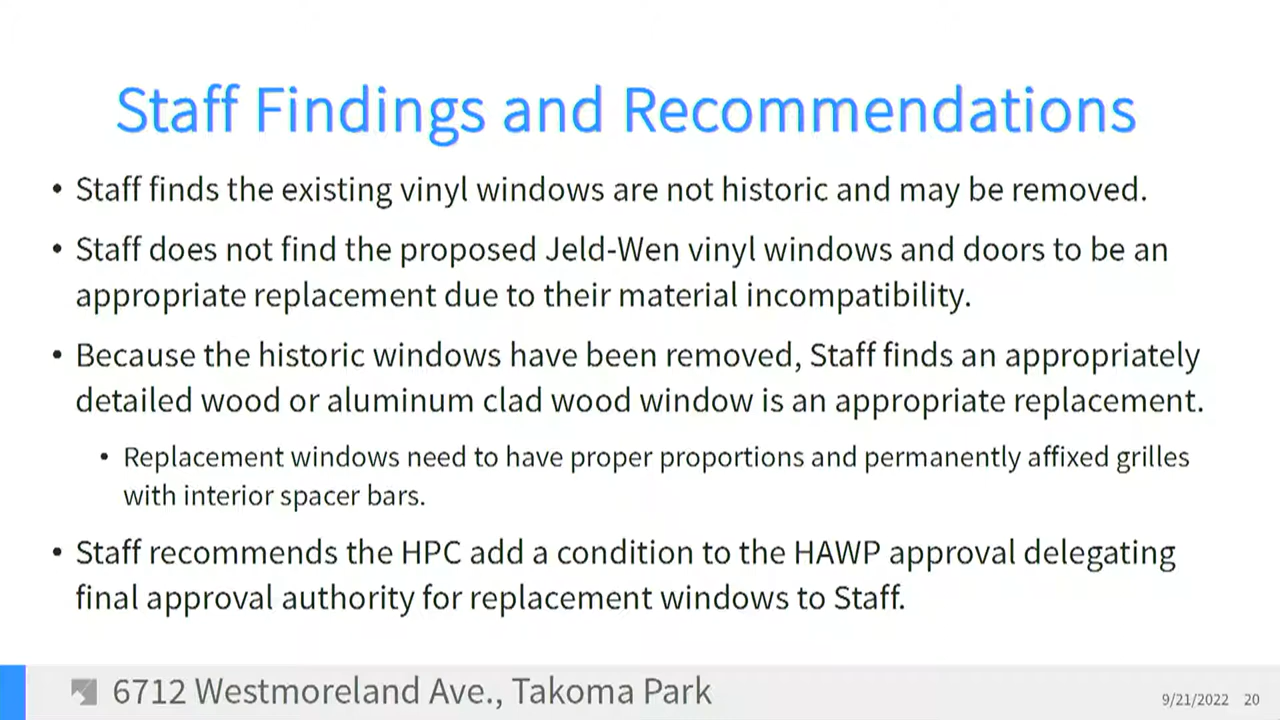 Staff Findings and Recommendations
• Staff finds the existing vinyl windows are not historic and may be removed.
• Staff does not find the proposed Jeld-Wen vinyl windows and doors to be an
appropriate replacement due to their material incompatibility.
• Because the historic windows have been removed, Staff finds an appropriately
detailed wood or aluminum clad wood window is an appropriate replacement.
• Replacement windows need to have proper proportions and permanently affixed grilles
with interior spacer bars.
• Staff recommends the HPC add a condition to the HAWP approval delegating
final approval authority for replacement windows to Staff.
6712 Westmoreland Ave., Takoma Park
9/21/2022 20